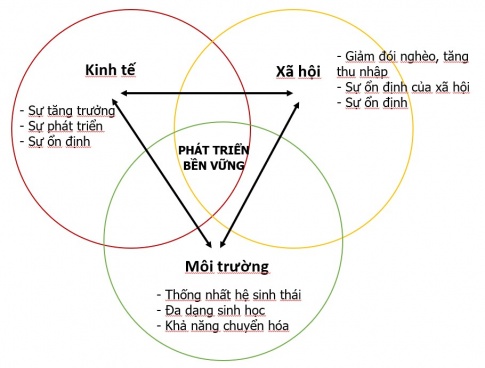 Kinh tế
- Sự tăng trưởng
- Sự phát triển
- Sự ổn định
Xã hội
- Giảm đói nghèo, tăng
thu nhập
- Sự ổn định của xã hội
- Sự ổn định
PHÁT TRIỂN
BỀN VỮNG
Môi trường
- Thống nhất hệ sinh thái
- Đa dạng sinh học
- Khả năng chuyển hóa